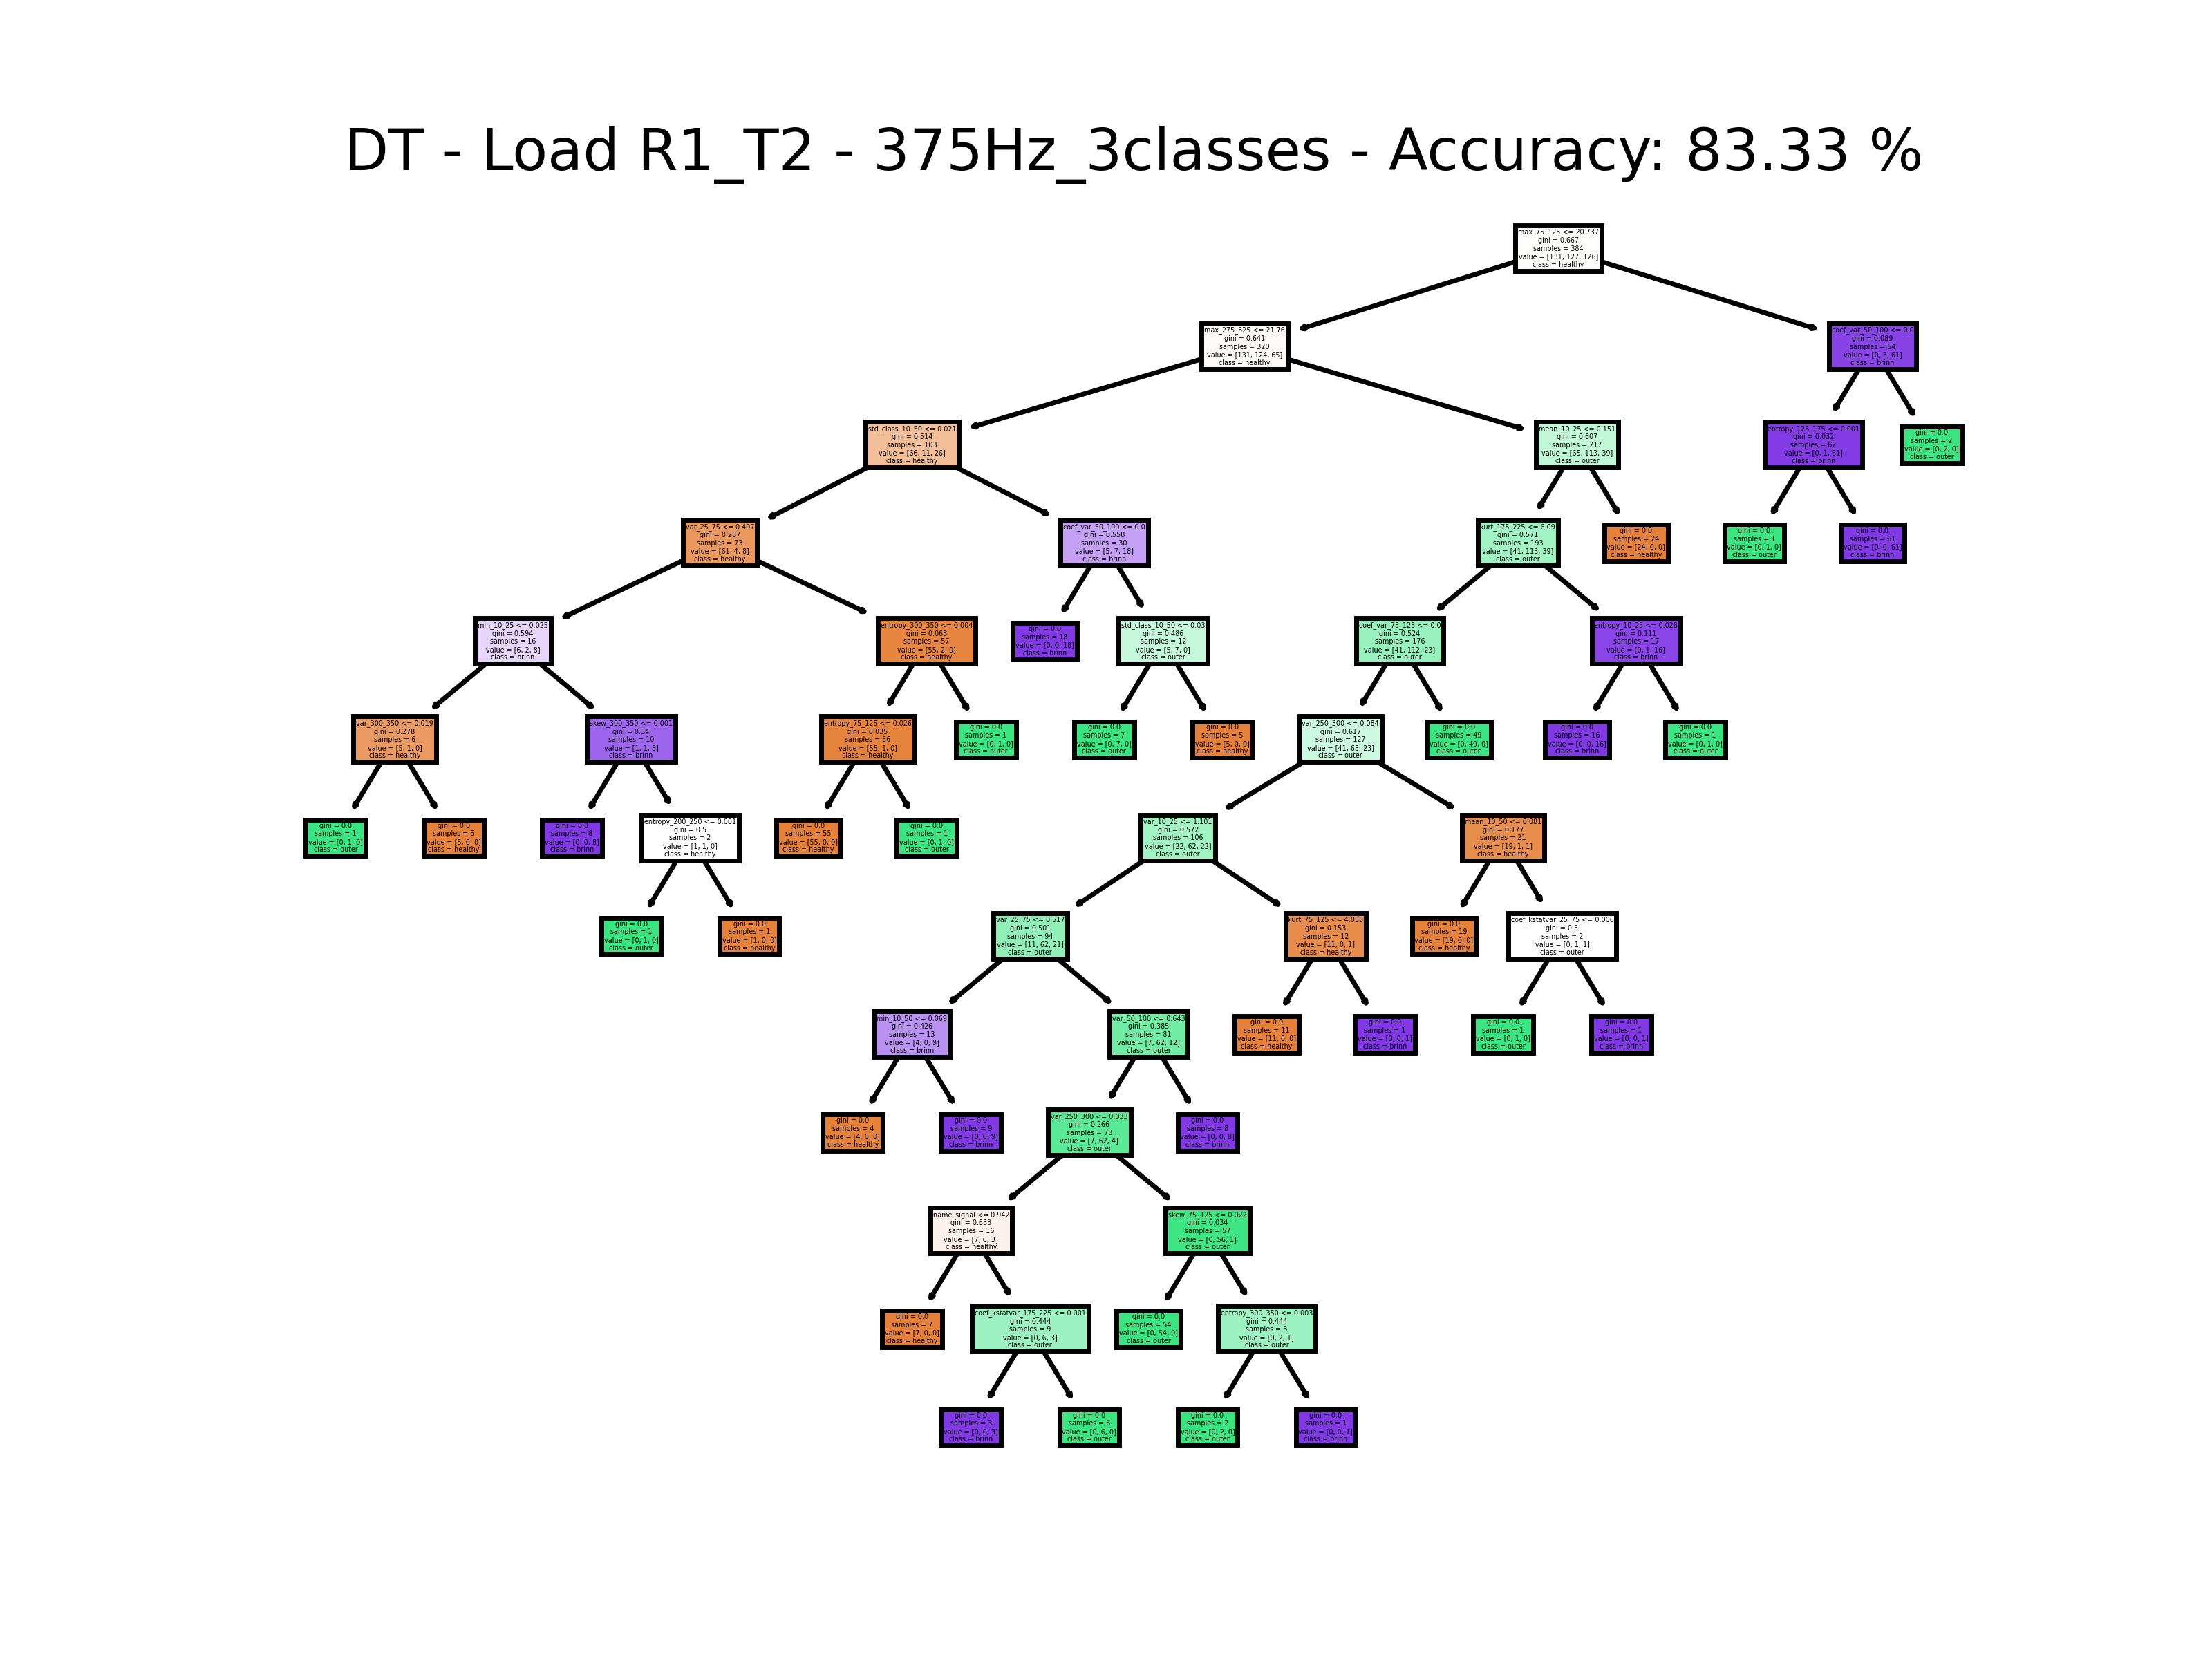 DT - Load R1_T2 - 375Hz_3classes - Accuracy: 83.33 %
max_75_125 <= 20.737
gini = 0.667
samples = 384
value = [131, 127, 126]
class = healthy
max_275_325 <= 21.76
gini = 0.641
samples = 320
value = [131, 124, 65]
class = healthy
coef_var_50_100 <= 0.0
gini = 0.089
samples = 64
value = [0, 3, 61]
class = brinn
std_class_10_50 <= 0.021
gini = 0.514
samples = 103
value = [66, 11, 26]
class = healthy
mean_10_25 <= 0.151
gini = 0.607
samples = 217
value = [65, 113, 39]
class = outer
entropy_125_175 <= 0.001
gini = 0.032
samples = 62
value = [0, 1, 61]
class = brinn
gini = 0.0
samples = 2
value = [0, 2, 0]
class = outer
var_25_75 <= 0.497
gini = 0.287
samples = 73
value = [61, 4, 8]
class = healthy
coef_var_50_100 <= 0.0
gini = 0.558
samples = 30
value = [5, 7, 18]
class = brinn
kurt_175_225 <= 6.09
gini = 0.571
samples = 193
value = [41, 113, 39]
class = outer
gini = 0.0
samples = 24
value = [24, 0, 0]
class = healthy
gini = 0.0
samples = 1
value = [0, 1, 0]
class = outer
gini = 0.0
samples = 61
value = [0, 0, 61]
class = brinn
min_10_25 <= 0.025
gini = 0.594
samples = 16
value = [6, 2, 8]
class = brinn
entropy_300_350 <= 0.004
gini = 0.068
samples = 57
value = [55, 2, 0]
class = healthy
gini = 0.0
samples = 18
value = [0, 0, 18]
class = brinn
std_class_10_50 <= 0.03
gini = 0.486
samples = 12
value = [5, 7, 0]
class = outer
coef_var_75_125 <= 0.0
gini = 0.524
samples = 176
value = [41, 112, 23]
class = outer
entropy_10_25 <= 0.028
gini = 0.111
samples = 17
value = [0, 1, 16]
class = brinn
var_300_350 <= 0.019
gini = 0.278
samples = 6
value = [5, 1, 0]
class = healthy
skew_300_350 <= 0.001
gini = 0.34
samples = 10
value = [1, 1, 8]
class = brinn
entropy_75_125 <= 0.026
gini = 0.035
samples = 56
value = [55, 1, 0]
class = healthy
gini = 0.0
samples = 1
value = [0, 1, 0]
class = outer
gini = 0.0
samples = 7
value = [0, 7, 0]
class = outer
gini = 0.0
samples = 5
value = [5, 0, 0]
class = healthy
var_250_300 <= 0.084
gini = 0.617
samples = 127
value = [41, 63, 23]
class = outer
gini = 0.0
samples = 49
value = [0, 49, 0]
class = outer
gini = 0.0
samples = 16
value = [0, 0, 16]
class = brinn
gini = 0.0
samples = 1
value = [0, 1, 0]
class = outer
gini = 0.0
samples = 1
value = [0, 1, 0]
class = outer
gini = 0.0
samples = 5
value = [5, 0, 0]
class = healthy
gini = 0.0
samples = 8
value = [0, 0, 8]
class = brinn
entropy_200_250 <= 0.001
gini = 0.5
samples = 2
value = [1, 1, 0]
class = healthy
gini = 0.0
samples = 55
value = [55, 0, 0]
class = healthy
gini = 0.0
samples = 1
value = [0, 1, 0]
class = outer
var_10_25 <= 1.101
gini = 0.572
samples = 106
value = [22, 62, 22]
class = outer
mean_10_50 <= 0.081
gini = 0.177
samples = 21
value = [19, 1, 1]
class = healthy
gini = 0.0
samples = 1
value = [0, 1, 0]
class = outer
gini = 0.0
samples = 1
value = [1, 0, 0]
class = healthy
var_25_75 <= 0.517
gini = 0.501
samples = 94
value = [11, 62, 21]
class = outer
kurt_75_125 <= 4.036
gini = 0.153
samples = 12
value = [11, 0, 1]
class = healthy
gini = 0.0
samples = 19
value = [19, 0, 0]
class = healthy
coef_kstatvar_25_75 <= 0.006
gini = 0.5
samples = 2
value = [0, 1, 1]
class = outer
min_10_50 <= 0.069
gini = 0.426
samples = 13
value = [4, 0, 9]
class = brinn
var_50_100 <= 0.643
gini = 0.385
samples = 81
value = [7, 62, 12]
class = outer
gini = 0.0
samples = 11
value = [11, 0, 0]
class = healthy
gini = 0.0
samples = 1
value = [0, 0, 1]
class = brinn
gini = 0.0
samples = 1
value = [0, 1, 0]
class = outer
gini = 0.0
samples = 1
value = [0, 0, 1]
class = brinn
gini = 0.0
samples = 4
value = [4, 0, 0]
class = healthy
gini = 0.0
samples = 9
value = [0, 0, 9]
class = brinn
var_250_300 <= 0.033
gini = 0.266
samples = 73
value = [7, 62, 4]
class = outer
gini = 0.0
samples = 8
value = [0, 0, 8]
class = brinn
name_signal <= 0.942
gini = 0.633
samples = 16
value = [7, 6, 3]
class = healthy
skew_75_125 <= 0.022
gini = 0.034
samples = 57
value = [0, 56, 1]
class = outer
gini = 0.0
samples = 7
value = [7, 0, 0]
class = healthy
coef_kstatvar_175_225 <= 0.001
gini = 0.444
samples = 9
value = [0, 6, 3]
class = outer
gini = 0.0
samples = 54
value = [0, 54, 0]
class = outer
entropy_300_350 <= 0.003
gini = 0.444
samples = 3
value = [0, 2, 1]
class = outer
gini = 0.0
samples = 3
value = [0, 0, 3]
class = brinn
gini = 0.0
samples = 6
value = [0, 6, 0]
class = outer
gini = 0.0
samples = 2
value = [0, 2, 0]
class = outer
gini = 0.0
samples = 1
value = [0, 0, 1]
class = brinn